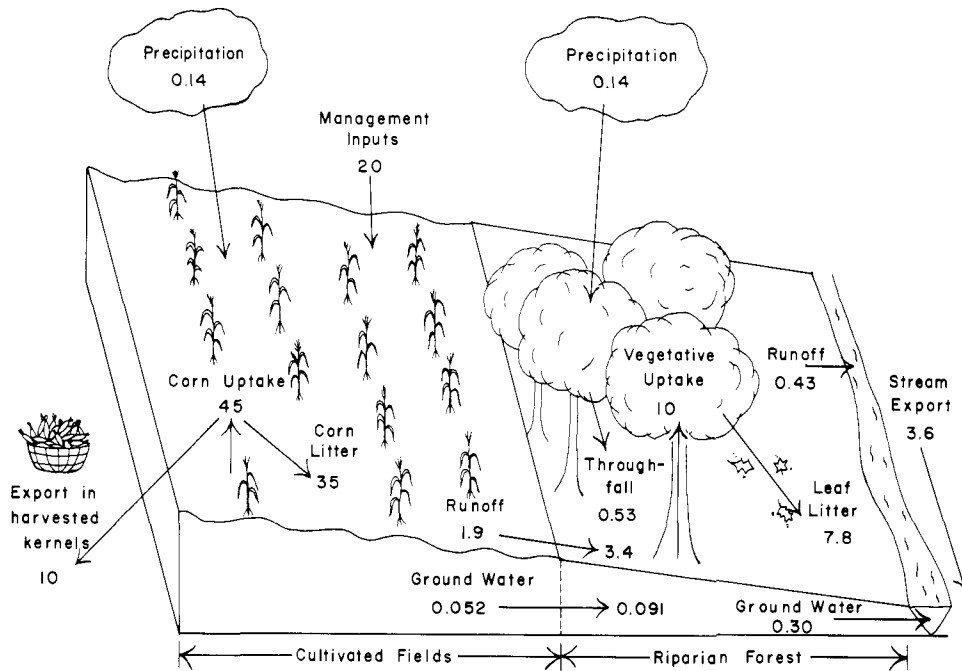 Precipitation
0.14
Precipitation
0.14
Management
Inputs
20
Corn Uptake
45
Corn
Litter
35
Export in
harvested
kernels
10
Vegetative
Uptake
10
Runoff
0.43
Stream
Export
3.6
Through-
fall
0.53
Leaf
Litter
7.8
Runoff
1.9
3.4
Ground Water
0.052
0.091
Ground Water
0.30
Cultivated Fields
Riparian Forest